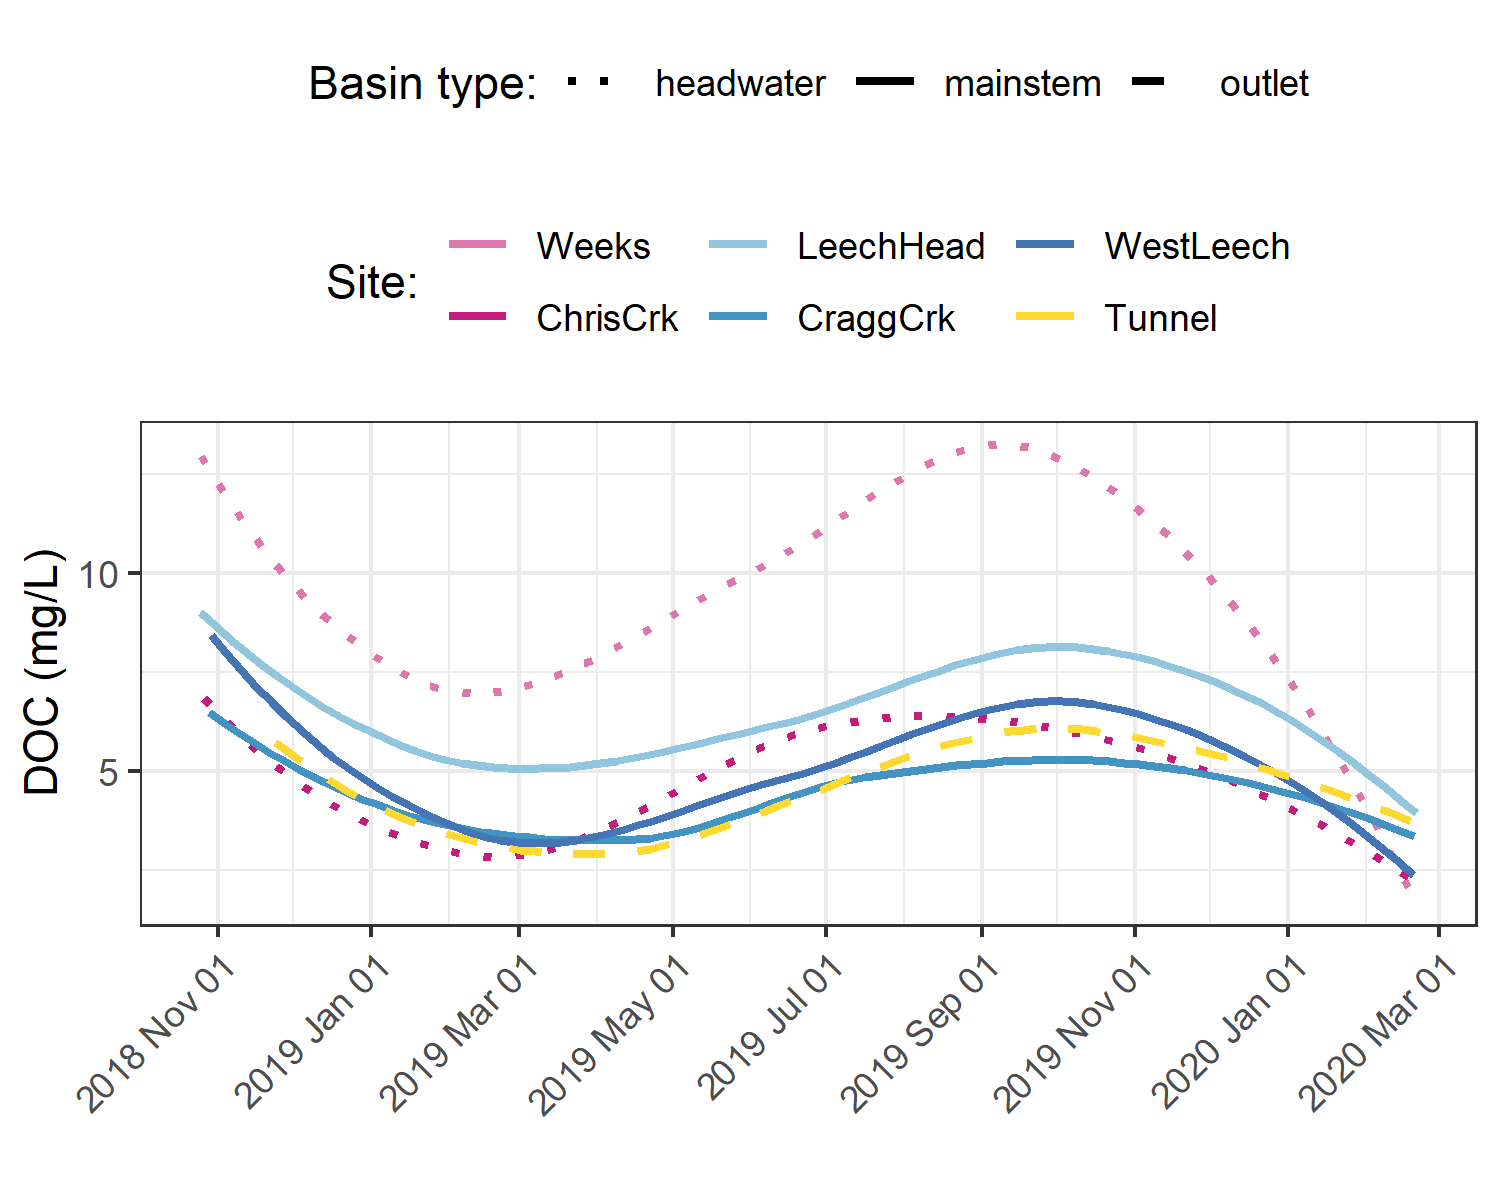 Basin type: headwater mainstem outlet
Site: Weeks LeechHead WestLeech
ChrisCrk CraggCrk Tunnel
DOC (mg/L)
10
5
2018 Nov 01 2019 Jan 01 2019 Mar 01 2019 May 01 2019 Jul 01 2019 Sep 01 2019 Nov 01 2020 Jan 01 2020 Mar 01